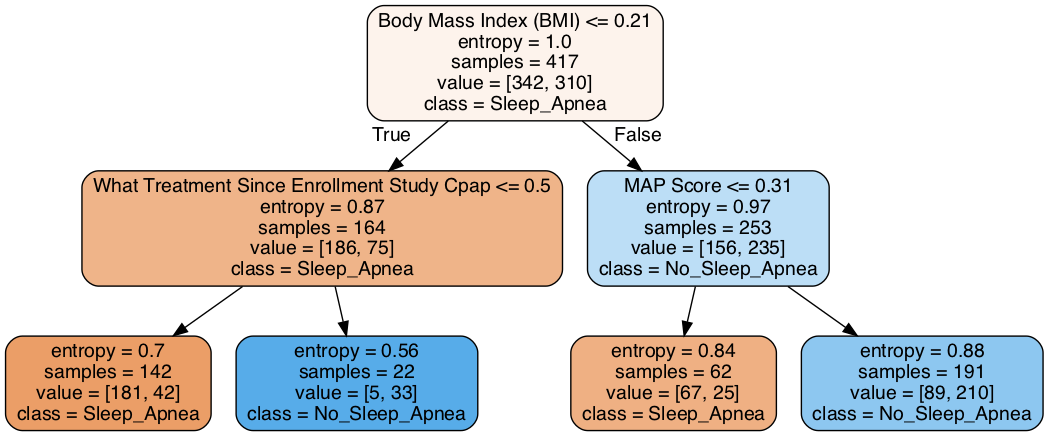 Body Mass Index (BMI) <= 0.21
entropy = 1.0
samples = 417
value = [342, 310]
class = Sleep_Apnea
True
False
What Treatment Since Enrollment Study Cpap <= 0.5
entropy = 0.87
samples = 164
value = [186, 75]
class = Sleep_Apnea
MAP Score <= 0.31
entropy = 0.97
samples = 253
value = [156, 235]
class = No_Sleep_Apnea
entropy = 0.7
samples = 142
value = [181, 42]
class = Sleep_Apnea
entropy = 0.56
samples = 22
value = [5, 33]
class = No_Sleep_Apnea
entropy = 0.84
samples = 62
value = [67, 25]
class = Sleep_Apnea
entropy = 0.88
samples = 191
value = [89, 210]
class = No_Sleep_Apnea